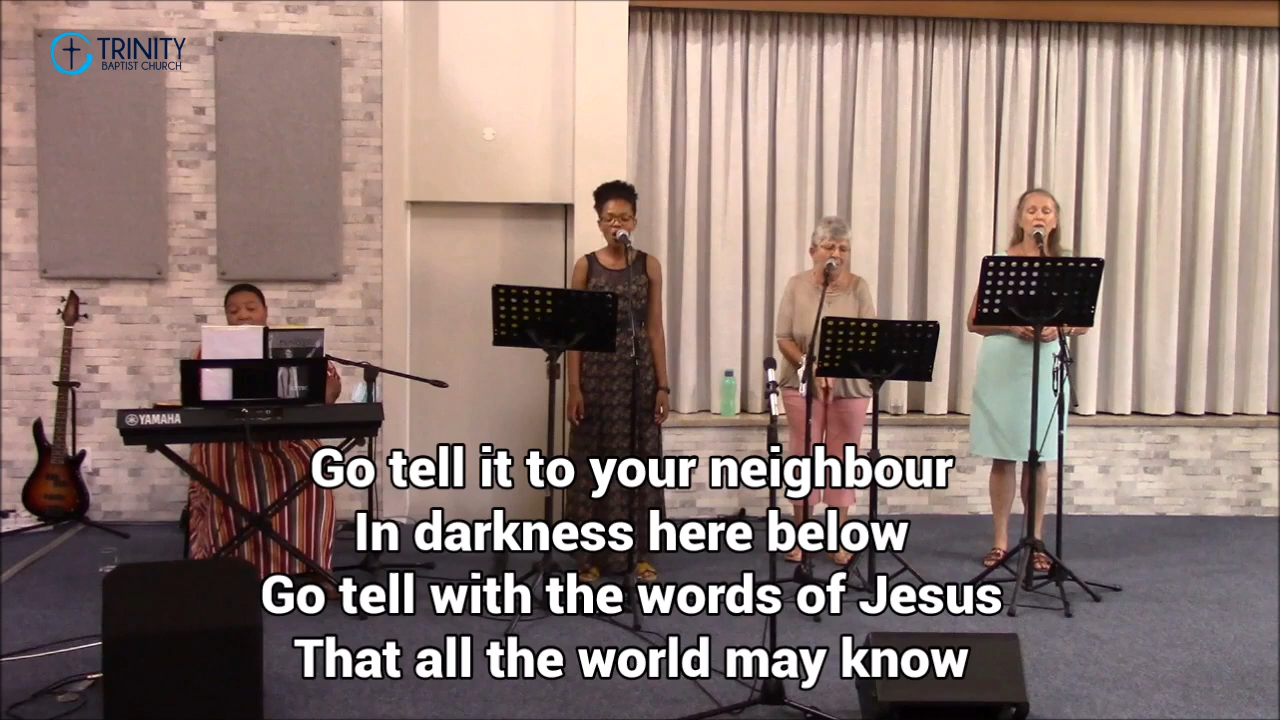 TRINITY
BAPTIST CHURCH
YAMAHA
Go tell it to your neighbour
In darkness here below
Go tell with the words of Jesus
That all the world may know